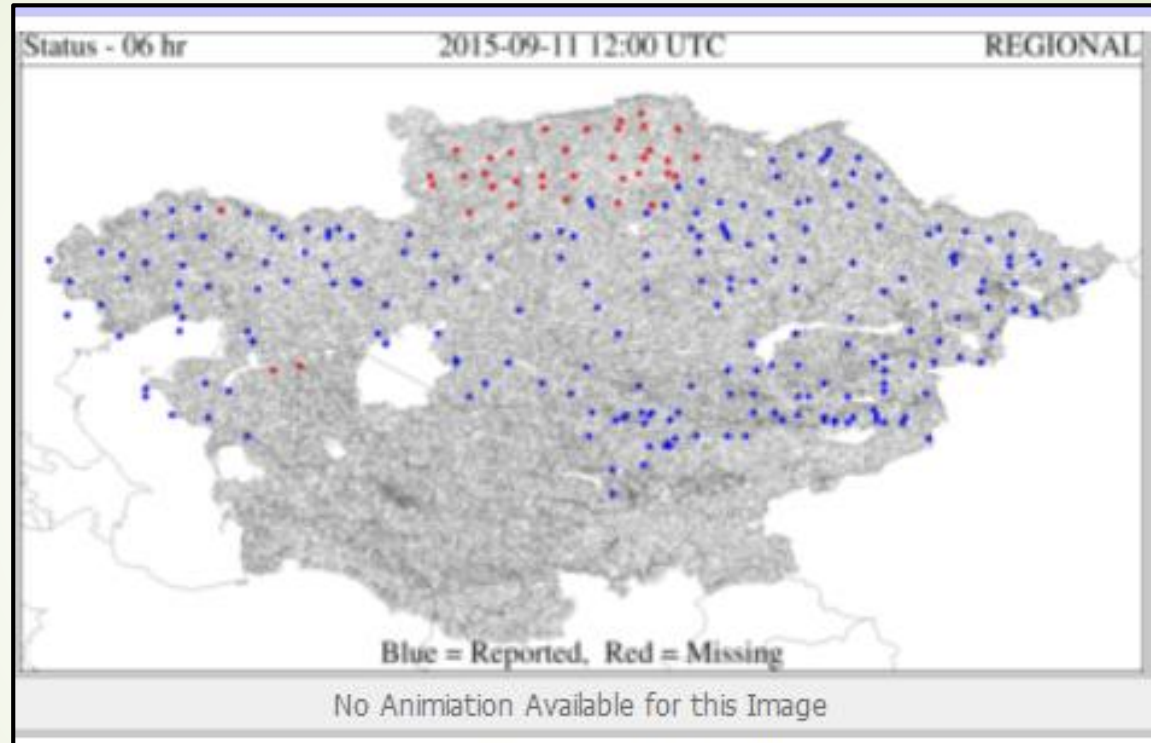 Status - 06 hr 2015-09-11 12:00 UTC REGIONAL
Blue = Reported, Red = Missing
No Animiation Available for this Image